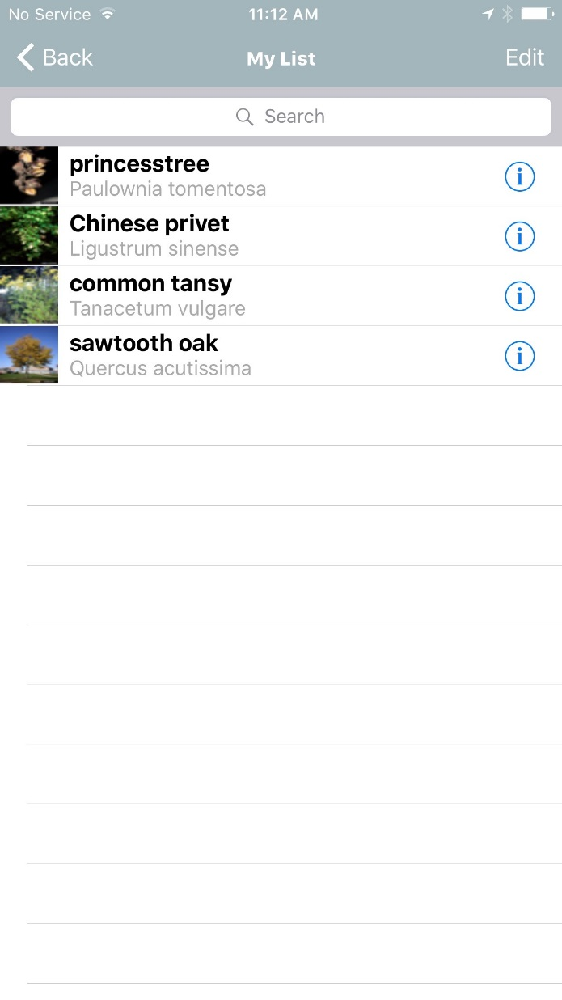 No Service 11:12 AM
Back My List Edit
Search
princesstree
Paulownia tomentosa
Chinese privet
Ligustrum sinense
common tansy
Tanacetum vulgare
sawtooth oak
Quercus acutissima